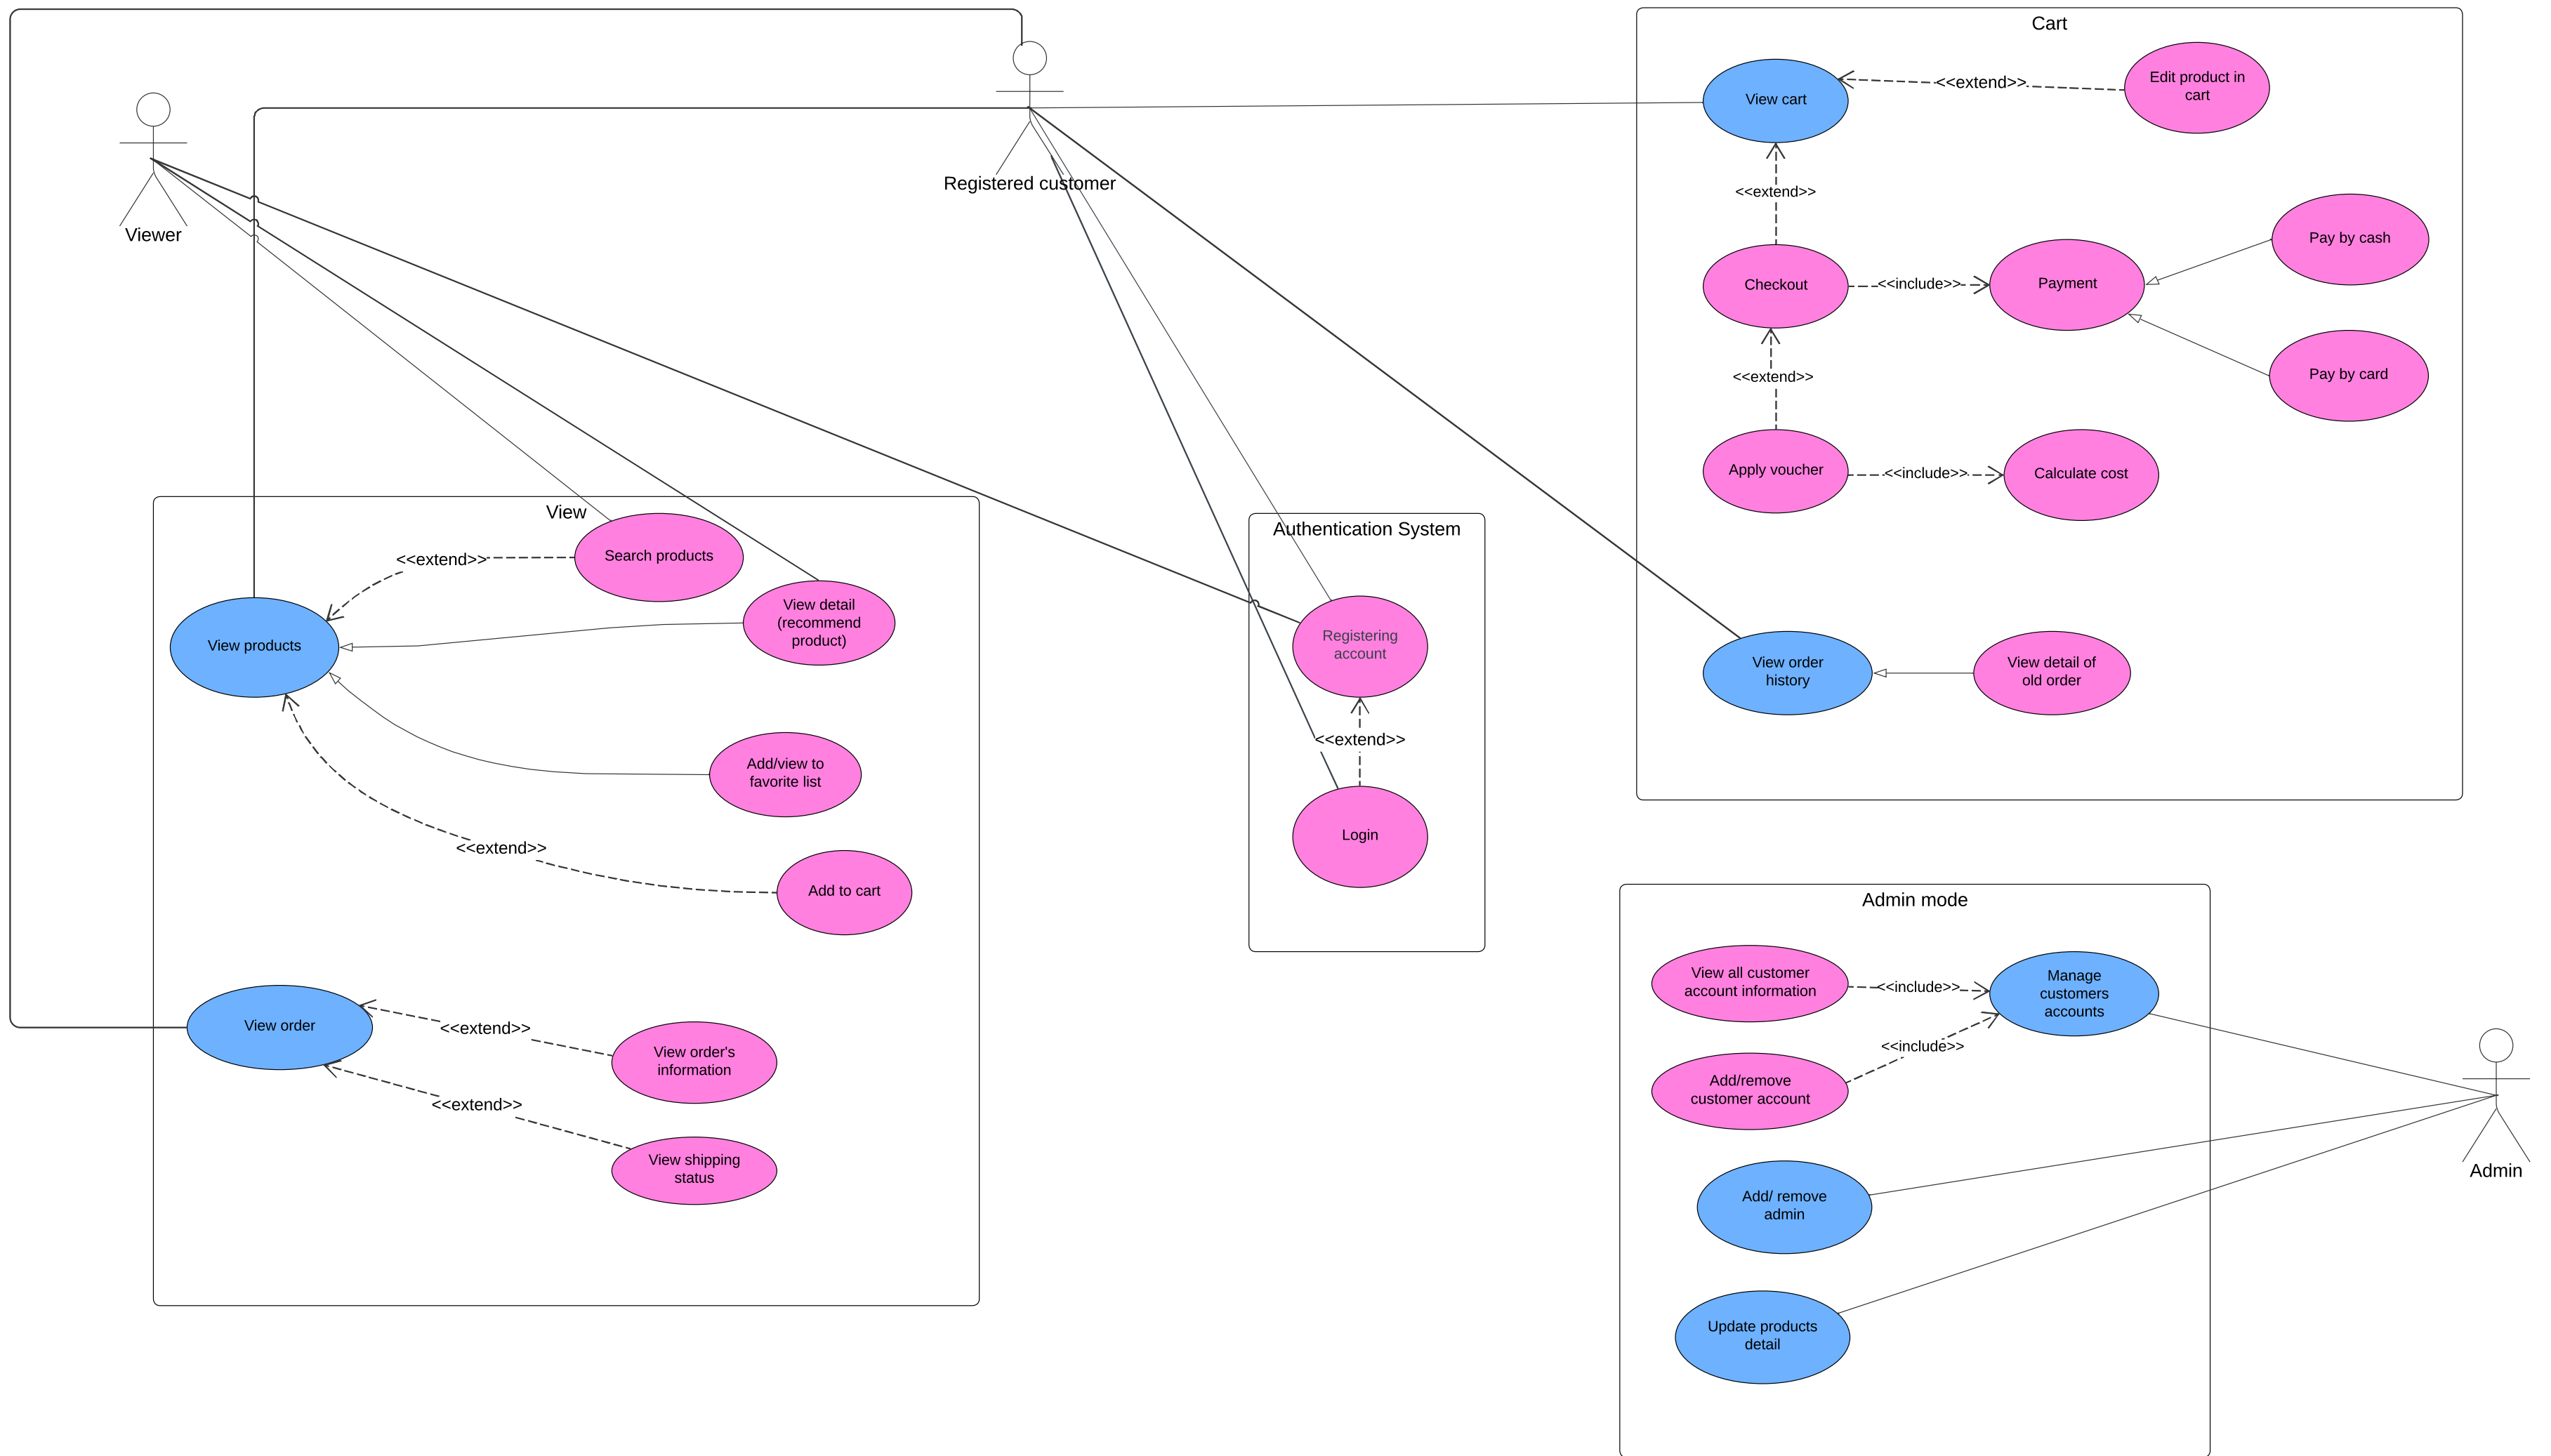 Cart
Edit product in
cart
<<extend>>
View cart
Registered customer
Viewer
<<extend>>
Pay by cash
Checkout
<<include>>
Payment
Pay by card
<<extend>>
Apply voucher
<<include>>
Calculate cost
View
Search products
<<extend>>
View detail
(recommend
product)
View products
Add/view to
favorite list
<<extend>>
Add to cart
View order
<<extend>>
View order's
information
<<extend>>
View shipping
status
Authentication System
Registering
account
<<extend>>
Login
View order
history
View detail of
old order
Admin mode
View all customer
account information
<<include>>
Manage
customers
accounts
<<include>>
Add/remove
customer account
Add/ remove
admin
Update products
detail
Admin